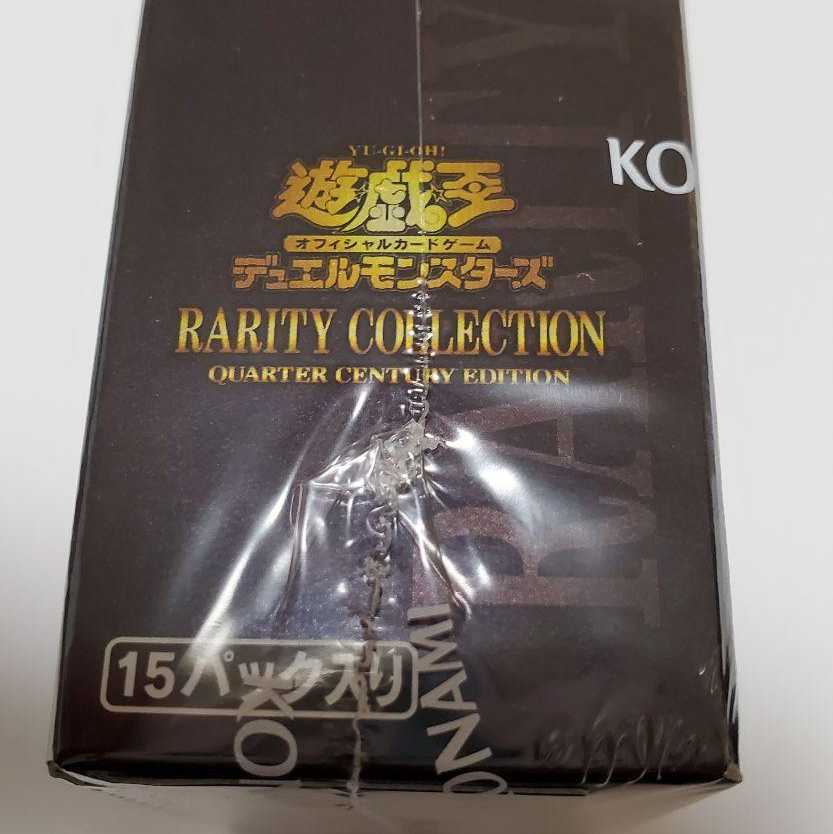 YU-GI-OH!
遊☆戯☆王
オフィシャルカードゲーム
デュエルモンスターズ
RARITY COLLECTION
QUARTER CENTURY EDITION
KO
15パック入り
KO
KONAMI